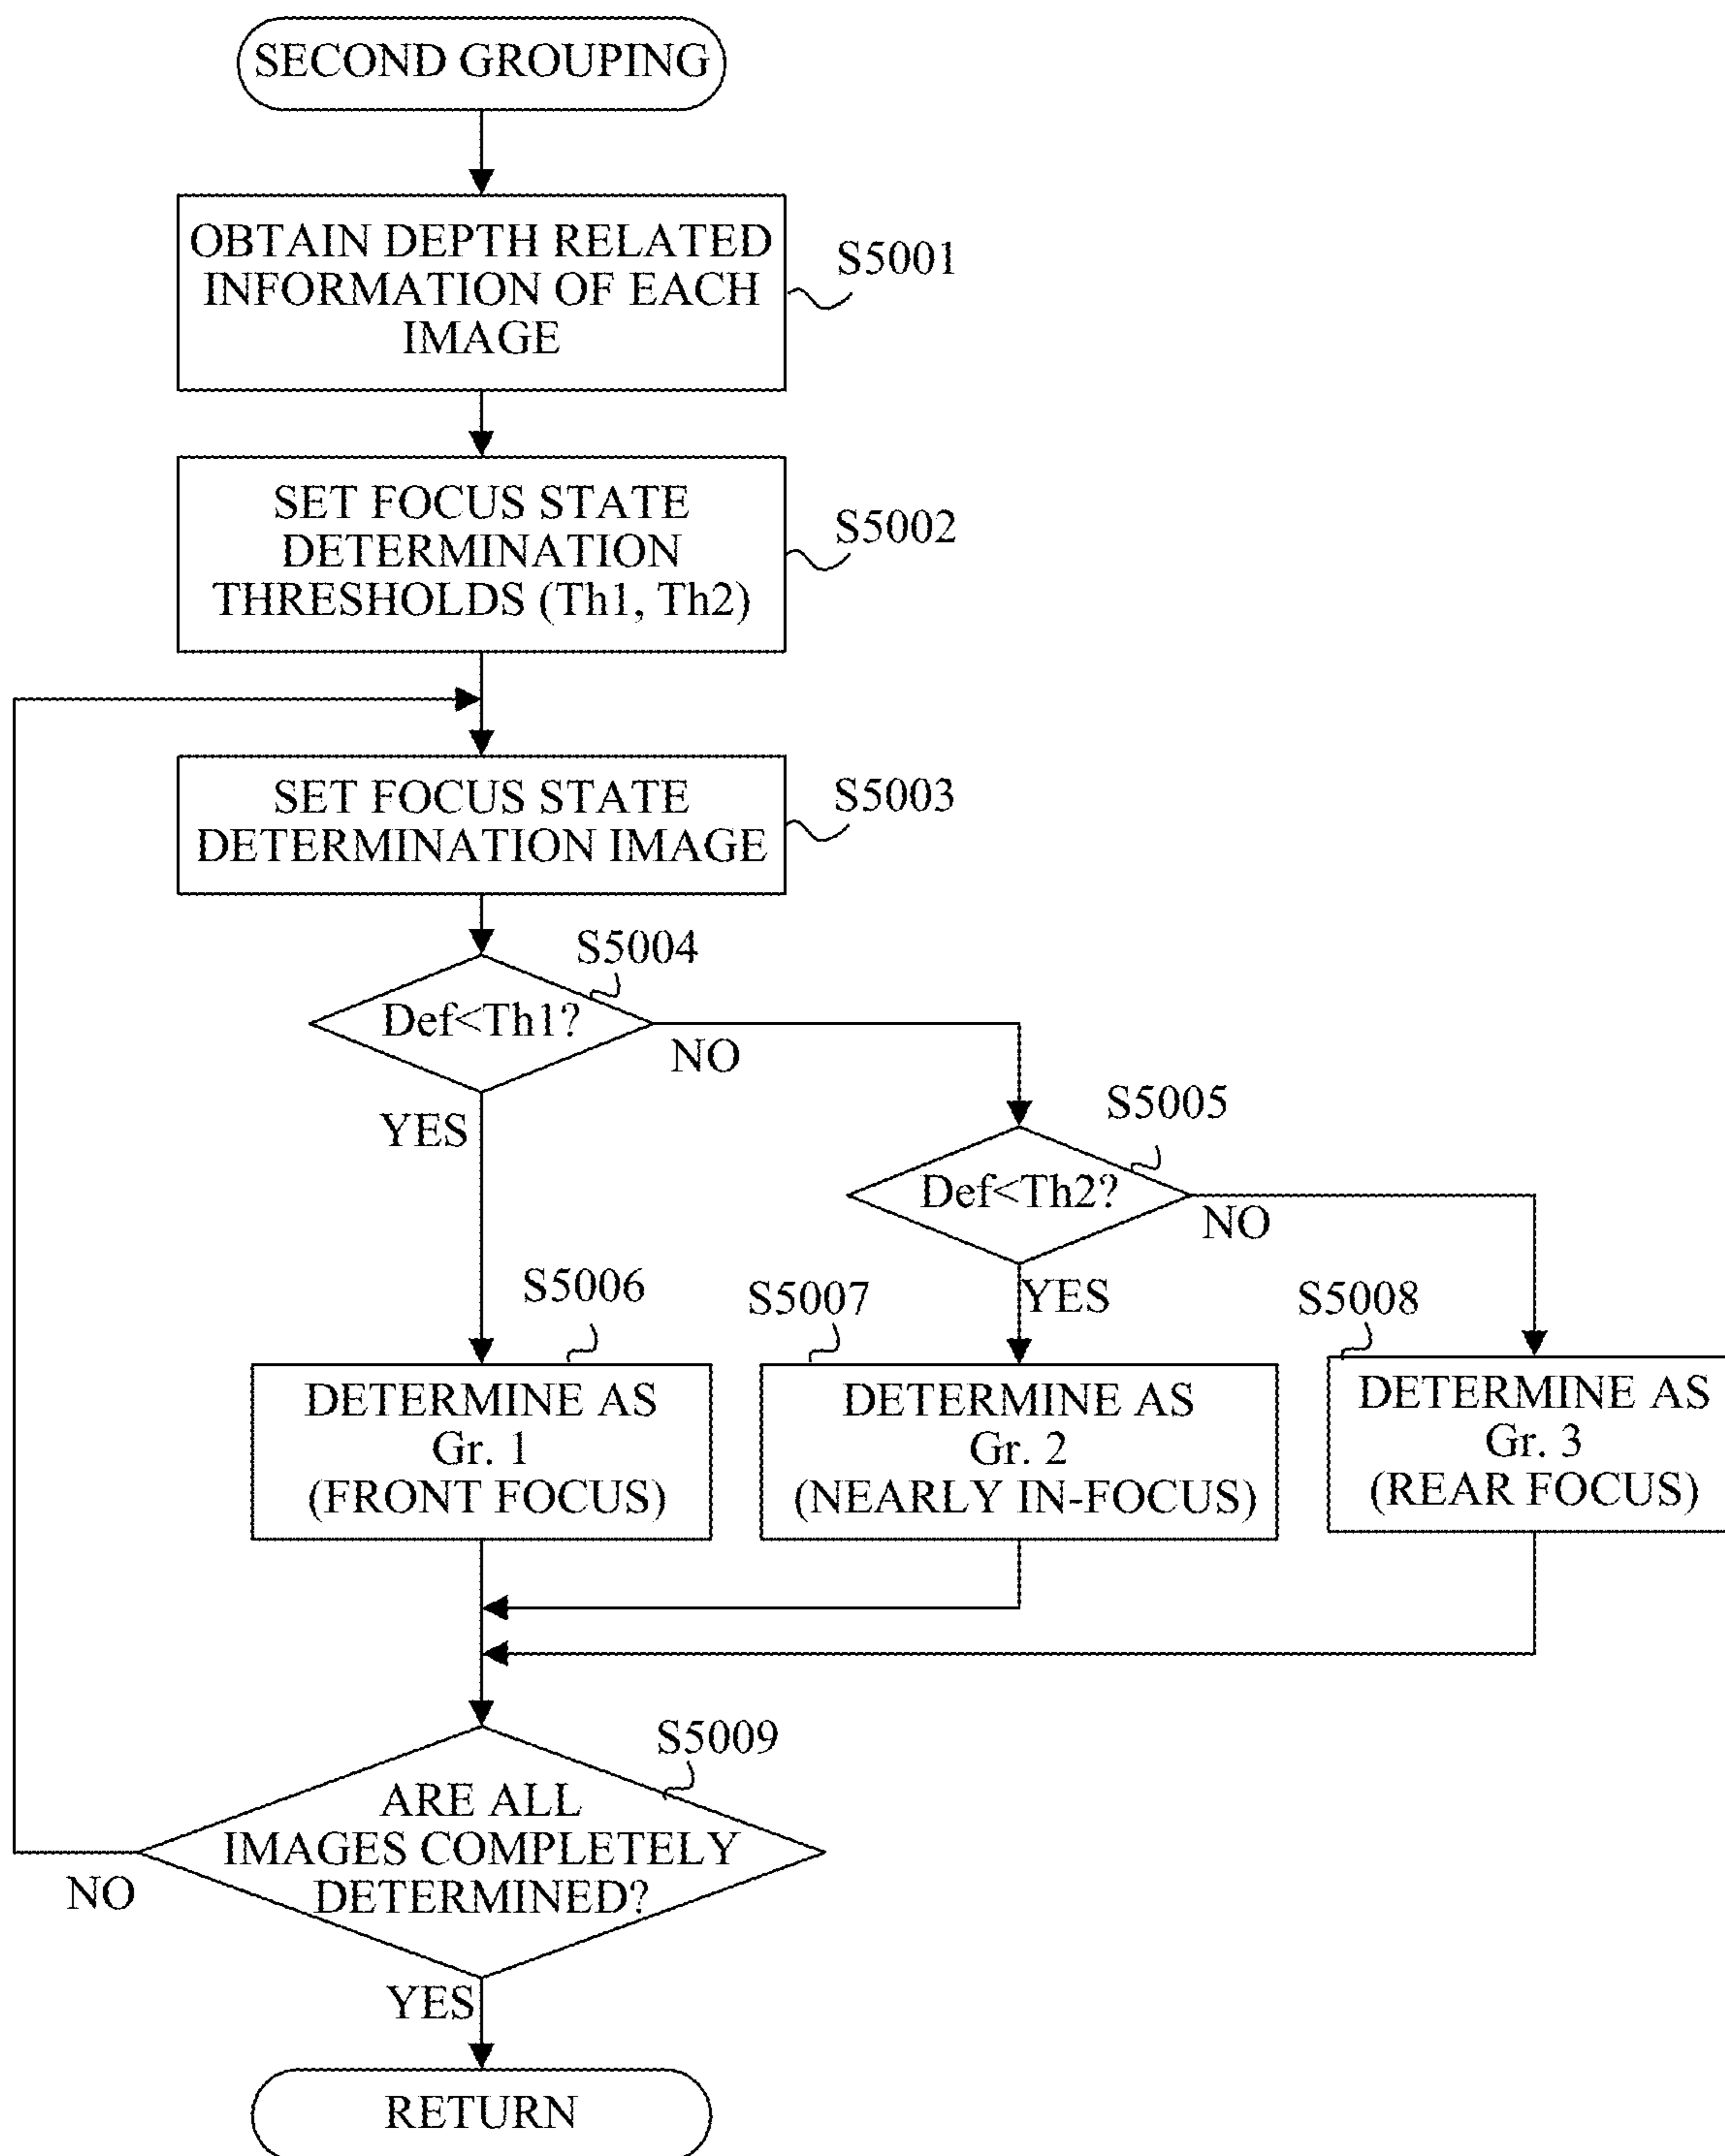 SECOND GROUPING
OBTAIN DEPTH RELATED
INFORMATION OF EACH
IMAGE
S5001
SET FOCUS STATE
DETERMINATION
THRESHOLDS (Th1, Th2)
S5002
SET FOCUS STATE
DETERMINATION IMAGE
S5003
S5004
Def<Th1?
NO
YES
S5005
Def<Th2?
NO
YES
S5006
DETERMINE AS
Gr. 1
(FRONT FOCUS)
S5007
DETERMINE AS
Gr. 2
(NEARLY IN-FOCUS)
S5008
DETERMINE AS
Gr. 3
(REAR FOCUS)
S5009
ARE ALL
IMAGES COMPLETELY
DETERMINED?
NO
YES
RETURN